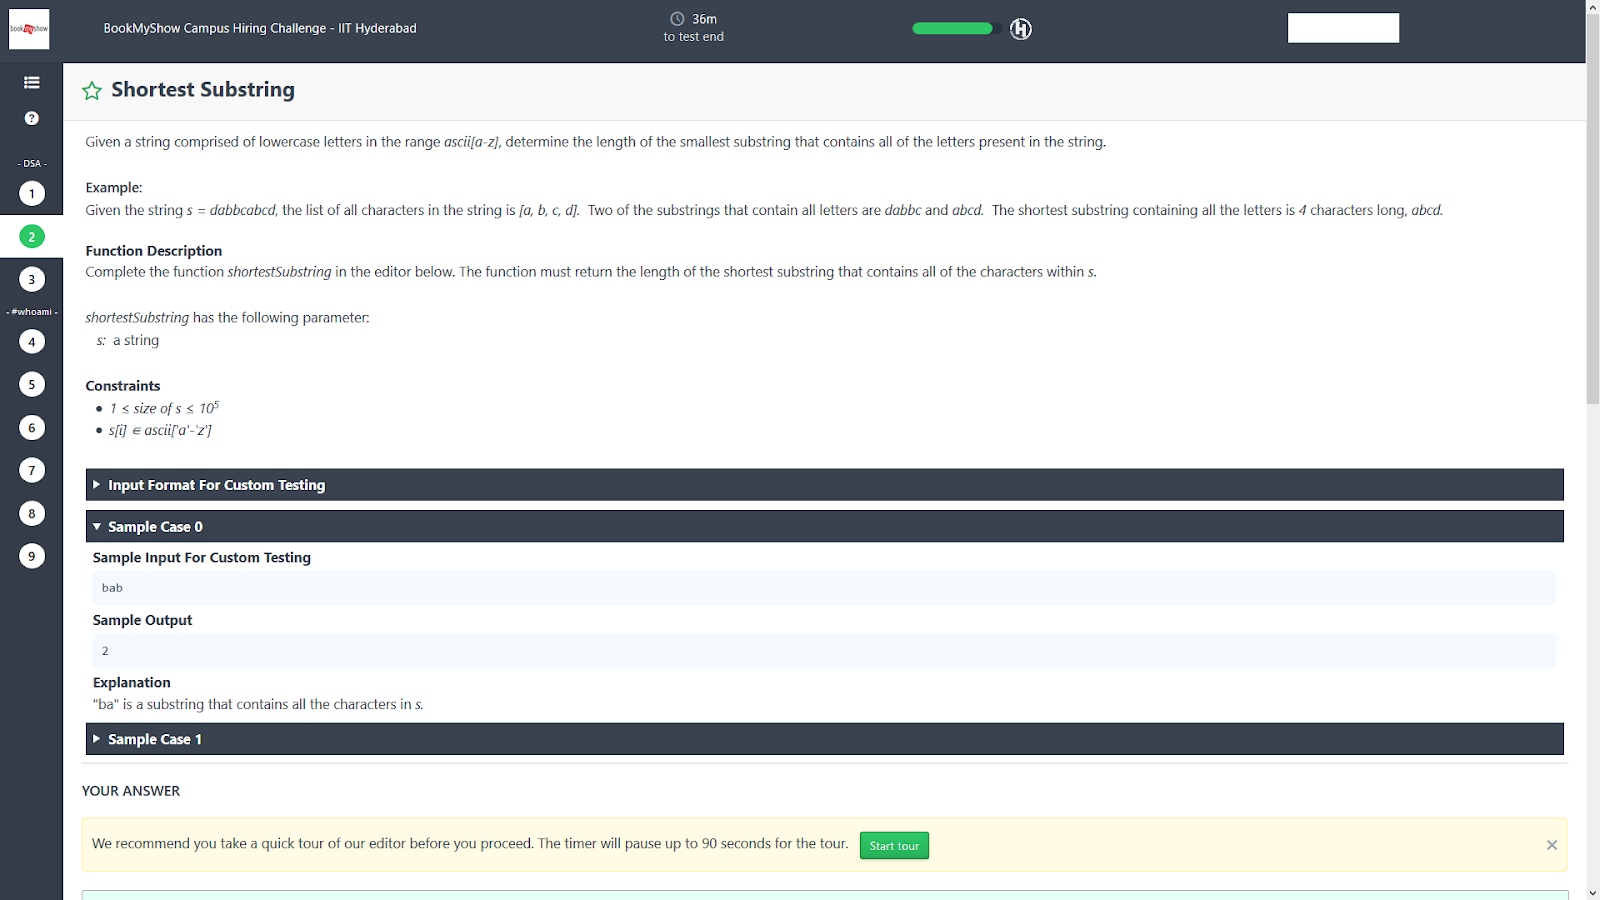 book my show
BookMyShow Campus Hiring Challenge - IIT Hyderabad
36m
to test end
H
?
- DSA -
1
2
3
- #whoami -
4
5
6
7
8
9
Shortest Substring
Given a string comprised of lowercase letters in the range ascii[a-z], determine the length of the smallest substring that contains all of the letters present in the string.
Example:
Given the string s = dabbcabcd, the list of all characters in the string is [a, b, c, d].  Two of the substrings that contain all letters are dabbc and abcd.  The shortest substring containing all the letters is 4 characters long, abcd.
Function Description
Complete the function shortestSubstring in the editor below. The function must return the length of the shortest substring that contains all of the characters within s.
shortestSubstring has the following parameter:
s:  a string
Constraints
• 1 ≤ size of s ≤ 10⁵
• s[i] ∈ ascii['a'-'z']
Input Format For Custom Testing
Sample Case 0
Sample Input For Custom Testing
bab
Sample Output
2
Explanation
"ba" is a substring that contains all the characters in s.
Sample Case 1
YOUR ANSWER
We recommend you take a quick tour of our editor before you proceed. The timer will pause up to 90 seconds for the tour. Start tour